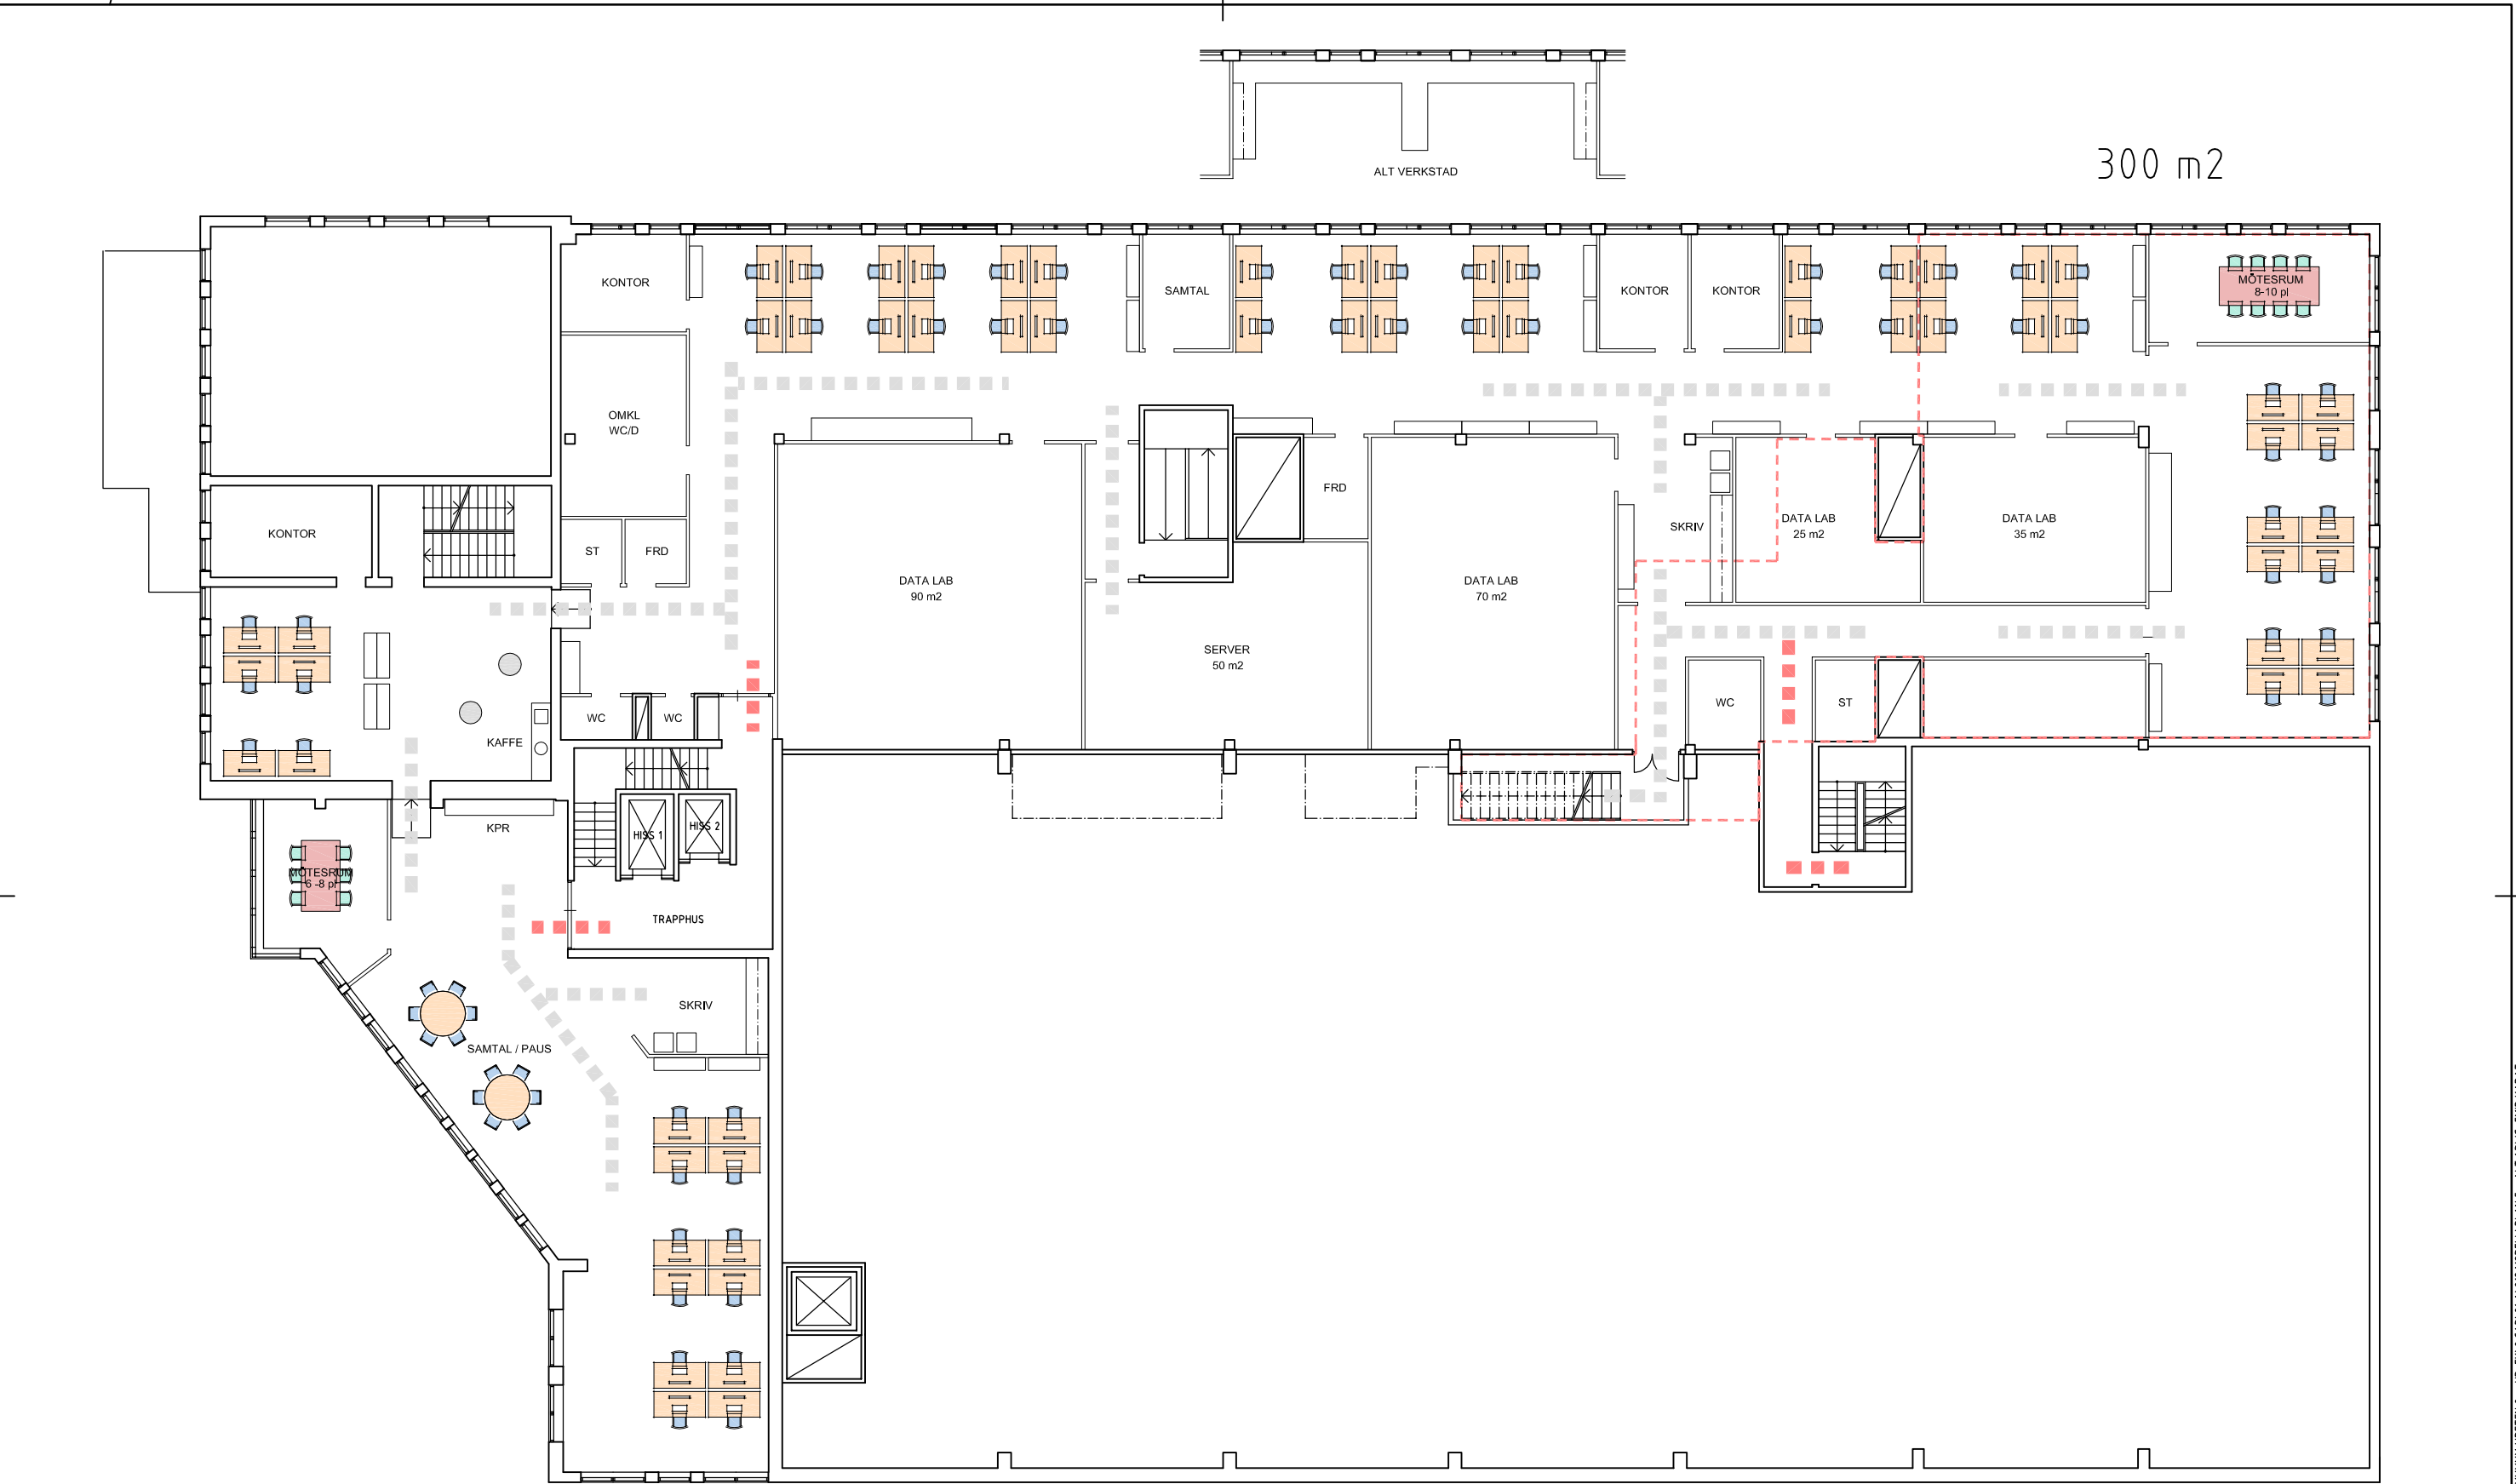 ALT VERKSTAD
300 m2
KONTOR
SAMTAL
KONTOR
KONTOR
MÖTESRUM
8-10 pl
OMKL
WC/D
KONTOR
ST
FRD
FRD
SKRIV
DATA LAB
25 m2
DATA LAB
35 m2
DATA LAB
90 m2
DATA LAB
70 m2
SERVER
50 m2
WC
WC
WC
ST
KAFFE
KPR
HISS 1
HISS 2
MÖTESRUM
6 -8 pl
TRAPPHUS
SKRIV
SAMTAL / PAUS